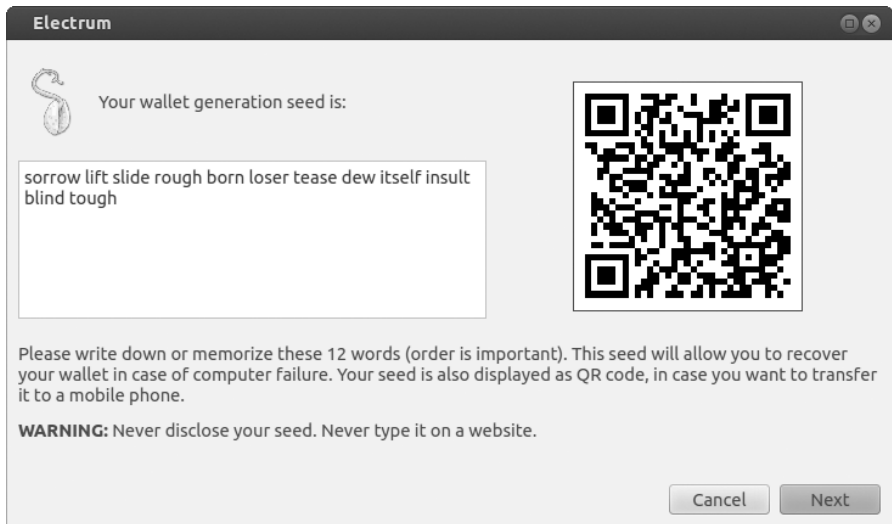 Electrum
Your wallet generation seed is:
sorrow lift slide rough born loser tease dew itself insult
blind tough
Please write down or memorize these 12 words (order is important). This seed will allow you to recover
your wallet in case of computer failure. Your seed is also displayed as QR code, in case you want to transfer
it to a mobile phone.
WARNING: Never disclose your seed. Never type it on a website.
Cancel
Next